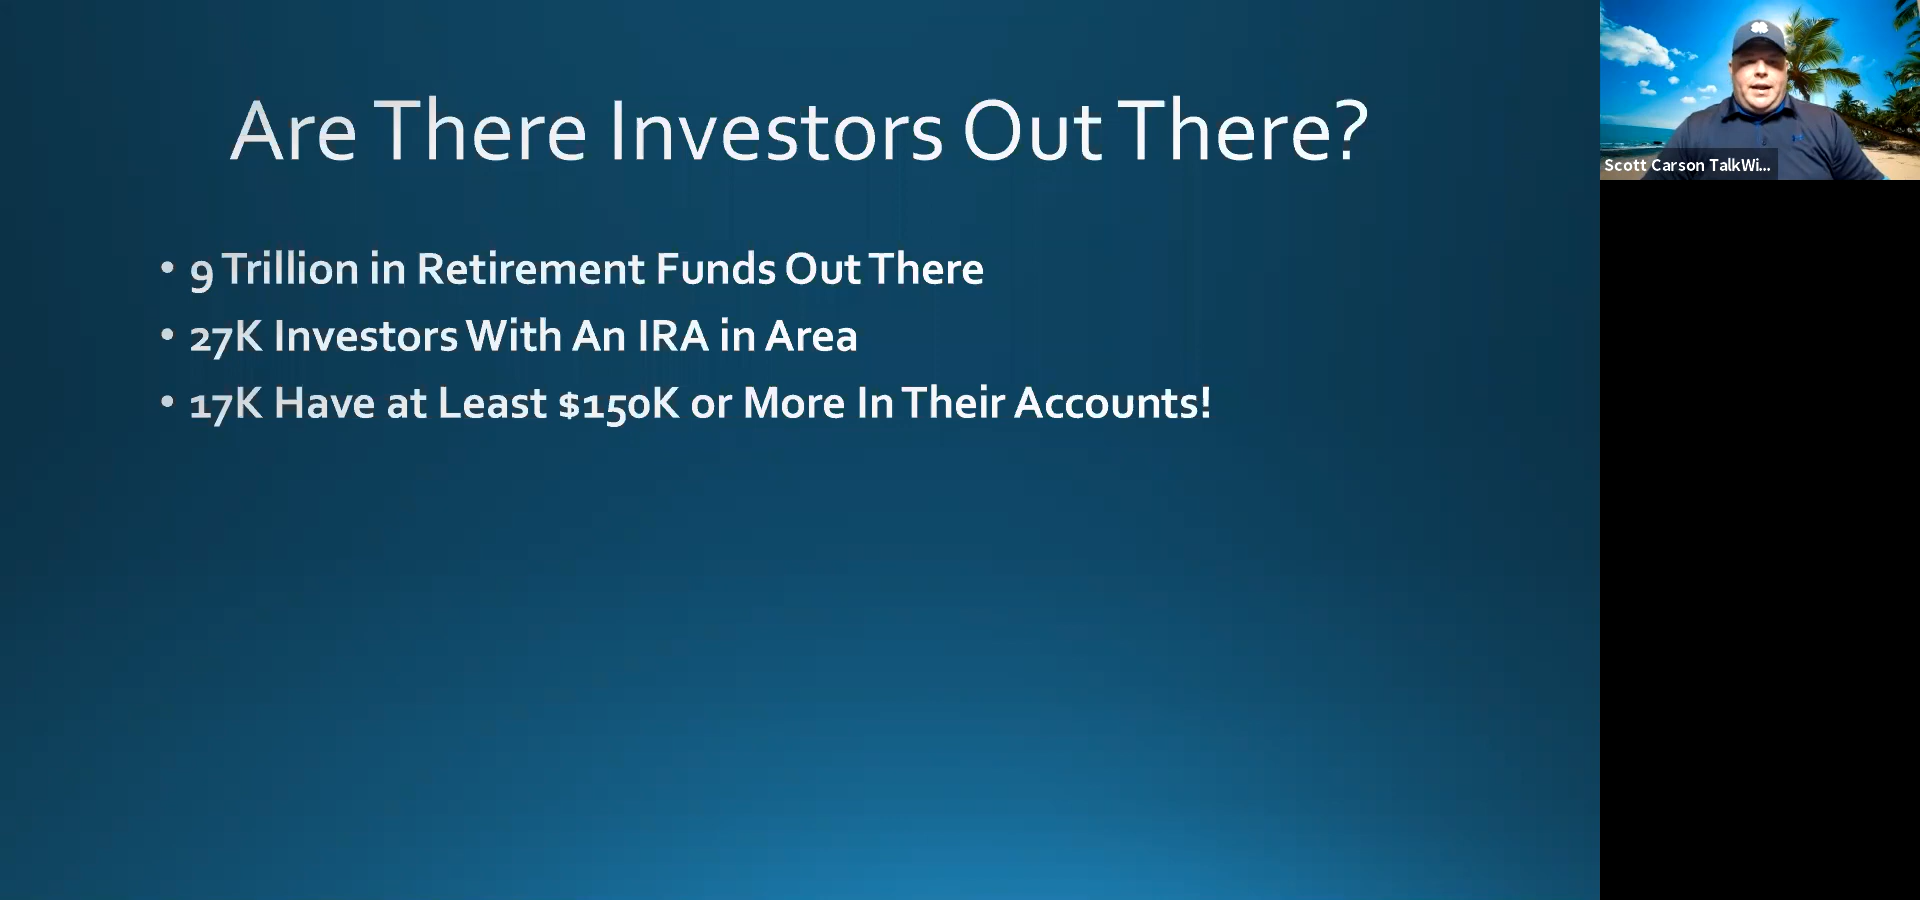 Are There Investors Out There?
• 9 Trillion in Retirement Funds Out There
• 27K Investors With An IRA in Area
• 17K Have at Least $150K or More In Their Accounts!
Scott Carson TalkWi...